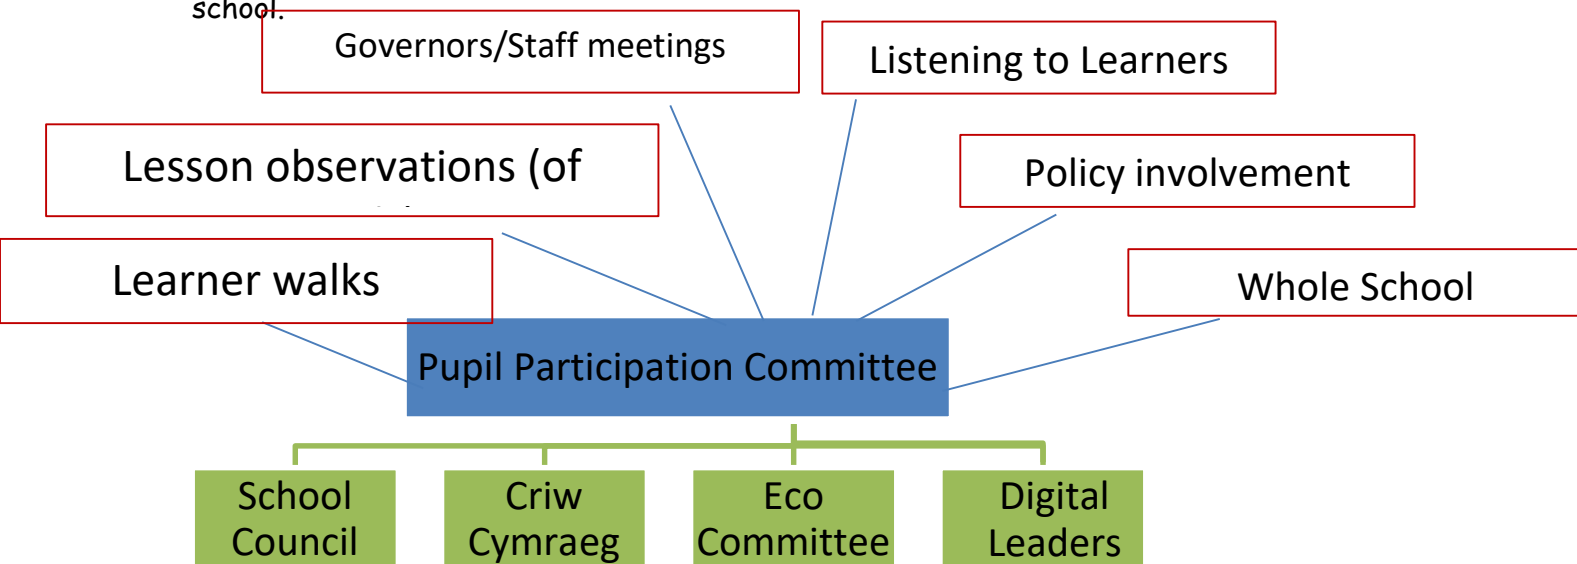 school.
Governors/Staff meetings
Listening to Learners
Lesson observations (of
Policy involvement
Learner walks
Whole School
Pupil Participation Committee
School
Council
Criw
Cymraeg
Eco
Committee
Digital
Leaders